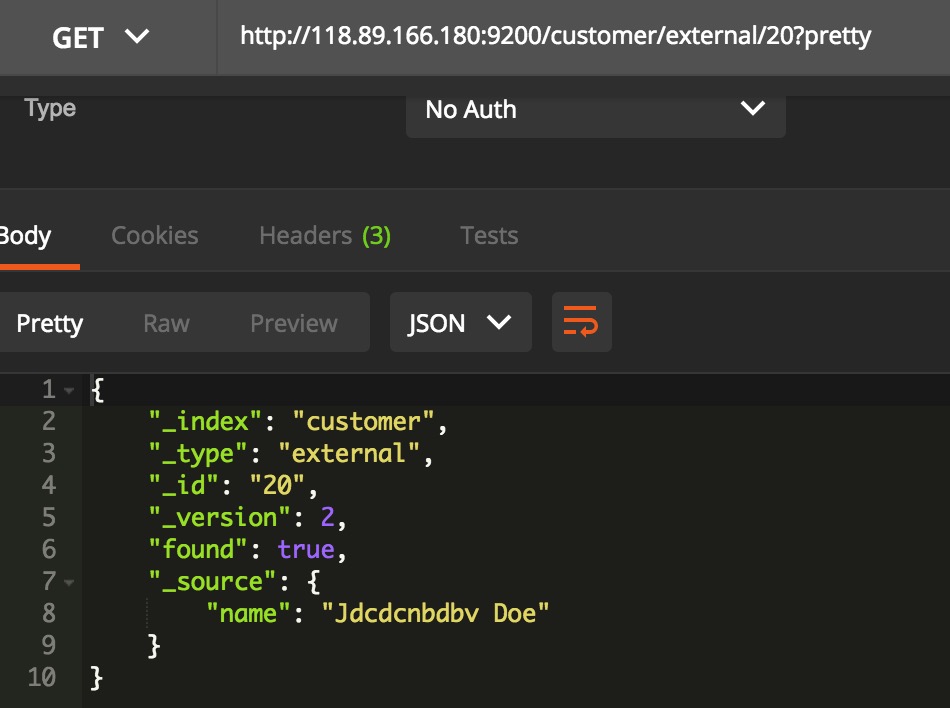 GET http://118.89.166.180:9200/customer/external/20?pretty
Type No Auth
Body Cookies Headers (3) Tests
Pretty Raw Preview JSON
1 {
2 "_index": "customer",
3 "_type": "external",
4 "_id": "20",
5 "_version": 2,
6 "found": true,
7 "_source": {
8 "name": "Jdcdcnbdbv Doe"
9 }
10 }